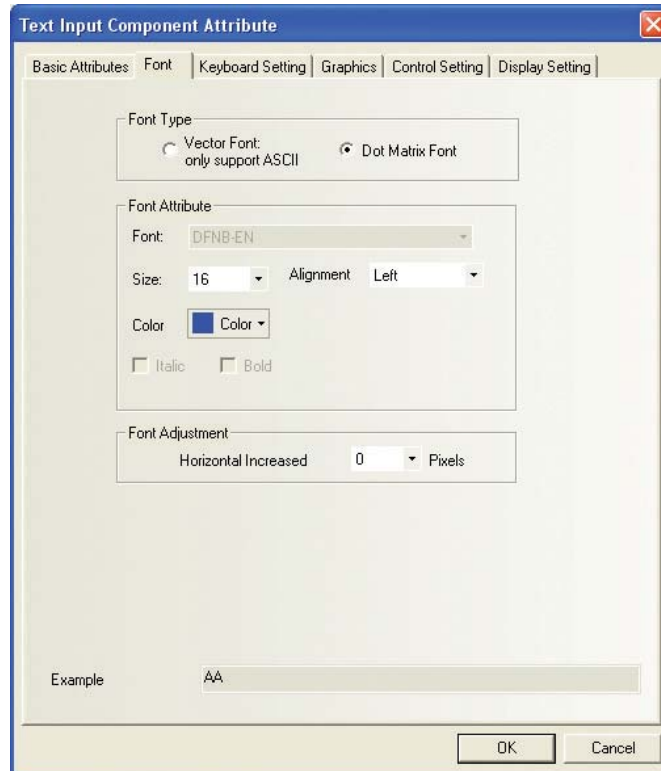 Text Input Component Attribute
Basic Attributes Font Keyboard Setting Graphics Control Setting Display Setting
Font Type
Vector Font:
only support ASCII
Dot Matrix Font
Font Attribute
Font: DFNB-EN
Size: 16 Alignment Left
Color Color
Italic Bold
Font Adjustment
Horizontal Increased 0 Pixels
Example AA
OK Cancel